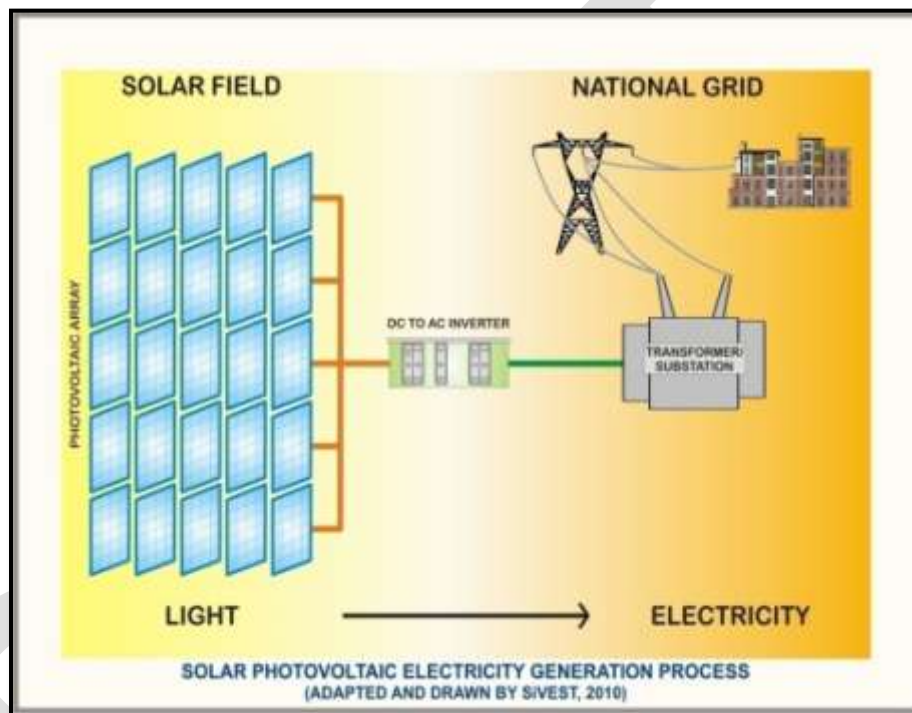 SOLAR FIELD
NATIONAL GRID
PHOTOVOLTAIC ARRAY
DC TO AC INVERTER
TRANSFORMER/
SUBSTATION
LIGHT
ELECTRICITY
SOLAR PHOTOVOLTAIC ELECTRICITY GENERATION PROCESS
(ADAPTED AND DRAWN BY SiVEST, 2010)